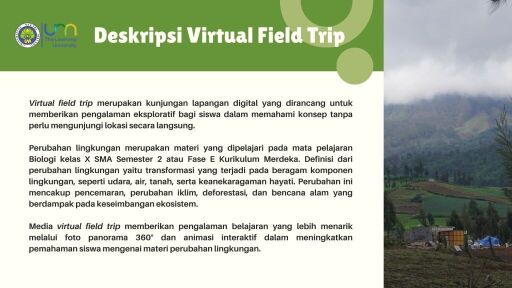 um
The Learning
University
Deskripsi Virtual Field Trip
Virtual field trip merupakan kunjungan lapangan digital yang dirancang untuk
memberikan pengalaman eksploratif bagi siswa dalam memahami konsep tanpa
perlu mengunjungi lokasi secara langsung.
Perubahan lingkungan merupakan materi yang dipelajari pada mata pelajaran
Biologi kelas X SMA Semester 2 atau Fase E Kurikulum Merdeka. Definisi dari
perubahan lingkungan yaitu transformasi yang terjadi pada beragam komponen
lingkungan, seperti udara, air, tanah, serta keanekaragaman hayati. Perubahan ini
mencakup pencemaran, perubahan iklim, deforestasi, dan bencana alam yang
berdampak pada keseimbangan ekosistem.
Media virtual field trip memberikan pengalaman belajaran yang lebih menarik
melalui foto panorama 360° dan animasi interaktif dalam meningkatkan
pemahaman siswa mengenai materi perubahan lingkungan.